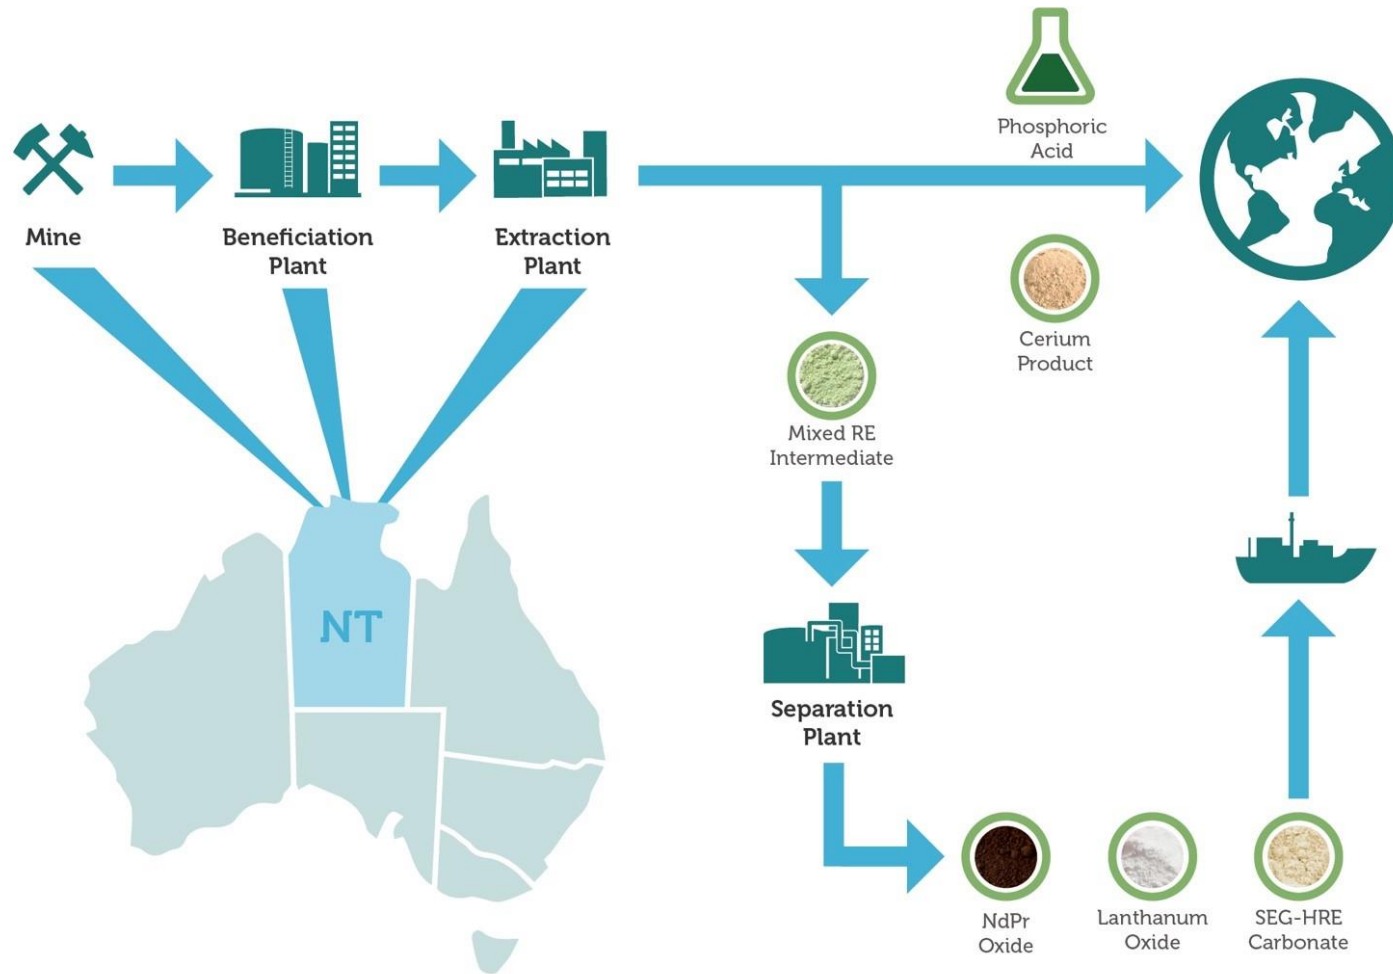 Phosphoric
Acid
Mine
Beneficiation
Plant
Extraction
Plant
Cerium
Product
Mixed RE
Intermediate
NT
Separation
Plant
NdPr
Oxide
Lanthanum
Oxide
SEG-HRE
Carbonate